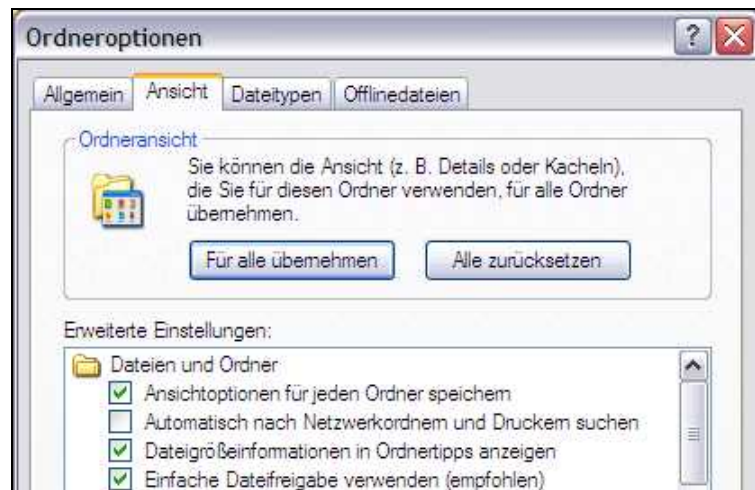 Ordneroptionen
Allgemein Ansicht Dateitypen Offlinedateien
Ordneransicht
Sie können die Ansicht (z. B. Details oder Kacheln),
die Sie für diesen Ordner verwenden, für alle Ordner
übernehmen.
Für alle übernehmen Alle zurücksetzen
Erweiterte Einstellungen:
Dateien und Ordner
Ansichtoptionen für jeden Ordner speichern
Automatisch nach Netzwerkordnern und Druckern suchen
Dateigrößeinformationen in Ordnertipps anzeigen
Einfache Dateifreigabe verwenden (empfohlen)